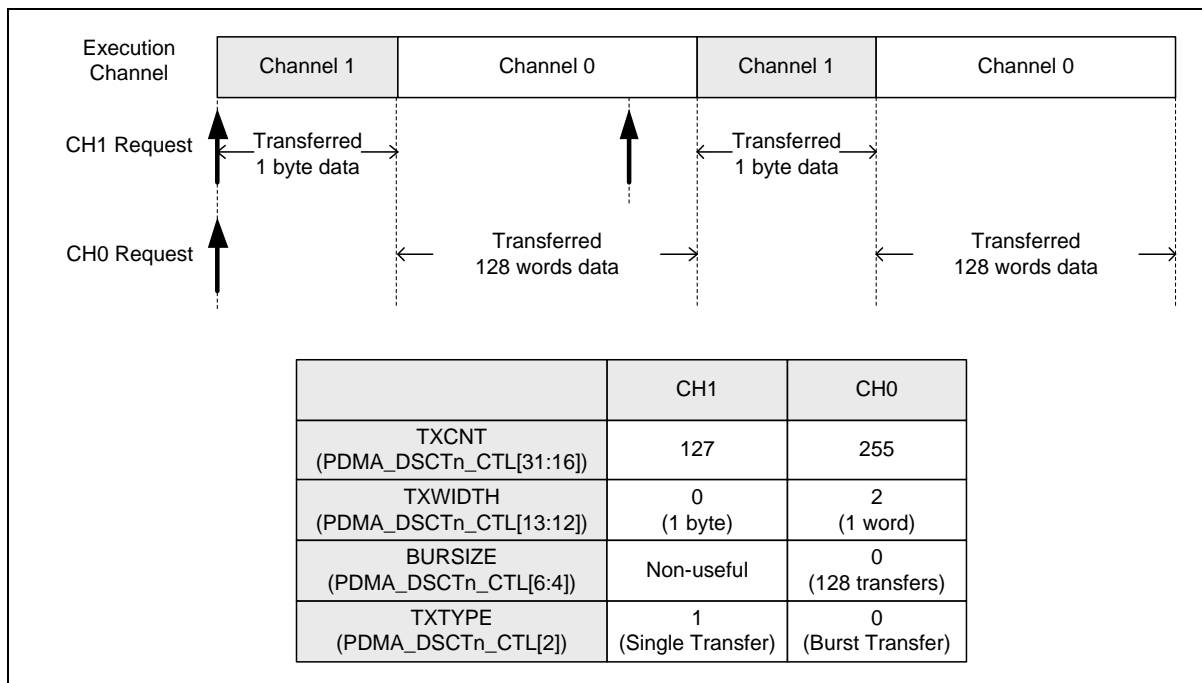 Execution
Channel
Channel 1
Channel 0
Channel 1
Channel 0
CH1 Request
Transferred
1 byte data
Transferred
1 byte data
CH0 Request
Transferred
128 words data
Transferred
128 words data
CH1
CH0
TXCNT
(PDMA_DSCTn_CTL[31:16])
127
255
TXWIDTH
(PDMA_DSCTn_CTL[13:12])
0
(1 byte)
2
(1 word)
BURSIZE
(PDMA_DSCTn_CTL[6:4])
Non-useful
0
(128 transfers)
TXTYPE
(PDMA_DSCTn_CTL[2])
1
(Single Transfer)
0
(Burst Transfer)